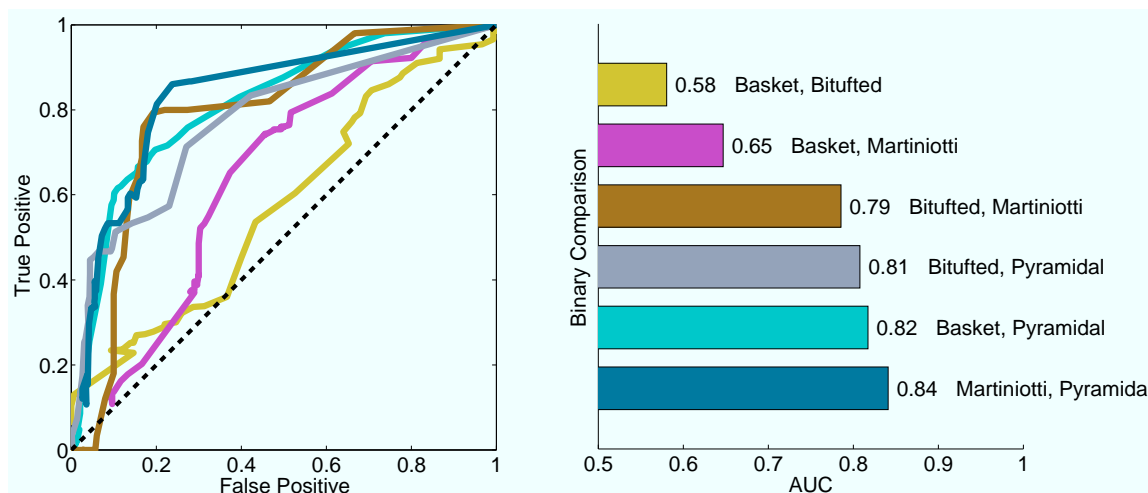 1
0.8
0.6
0.4
0.2
0
0 0.2 0.4 0.6 0.8 1
True Positive
False Positive
Binary Comparison
0.58 Basket, Bitufted
0.65 Basket, Martiniotti
0.79 Bitufted, Martiniotti
0.81 Bitufted, Pyramidal
0.82 Basket, Pyramidal
0.84 Martiniotti, Pyramida
0.5 0.6 0.7 0.8 0.9 1
AUC